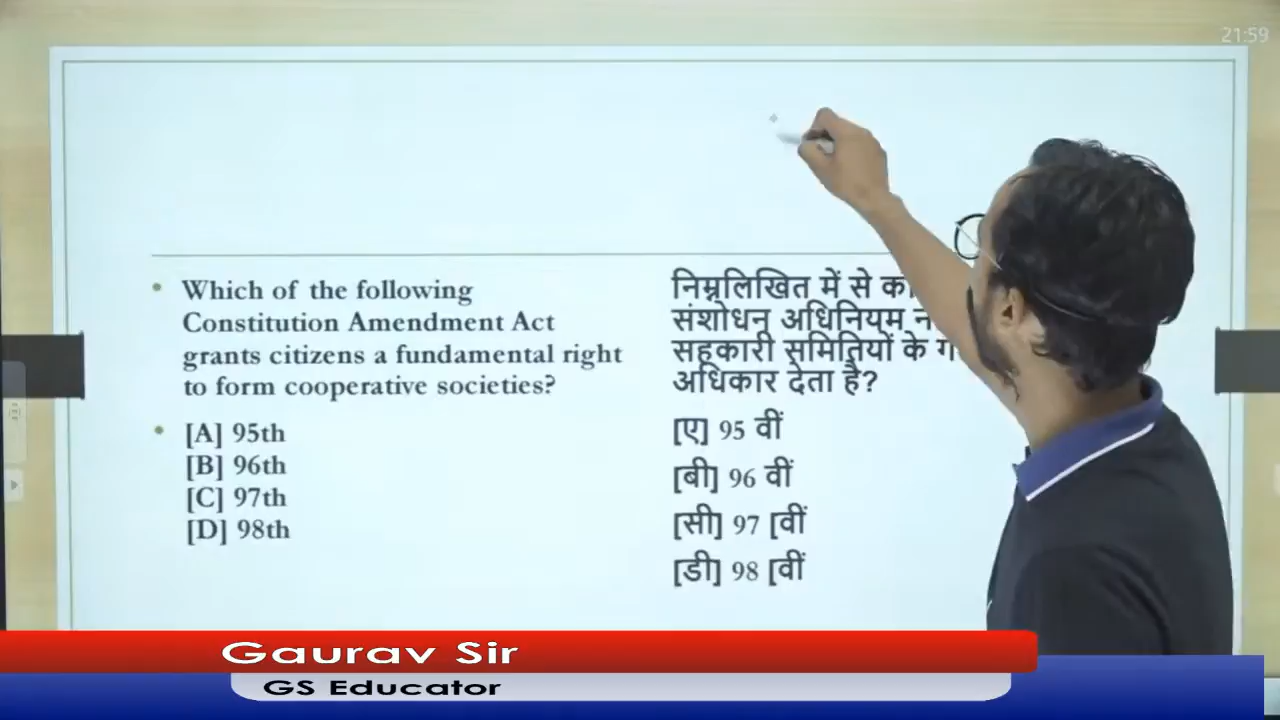 21:59
Which of the following
Constitution Amendment Act
grants citizens a fundamental right
to form cooperative societies?
[A] 95th
[B] 96th
[C] 97th
[D] 98th
निम्नलिखित में से
संशोधन अधिनियम
सहकारी समितियों के
अधिकार देता है?
[ए] 95 वीं
[बी] 96 वीं
[सी] 97 [वीं
[डी] 98 [वीं
Gaurav Sir
GS Educator